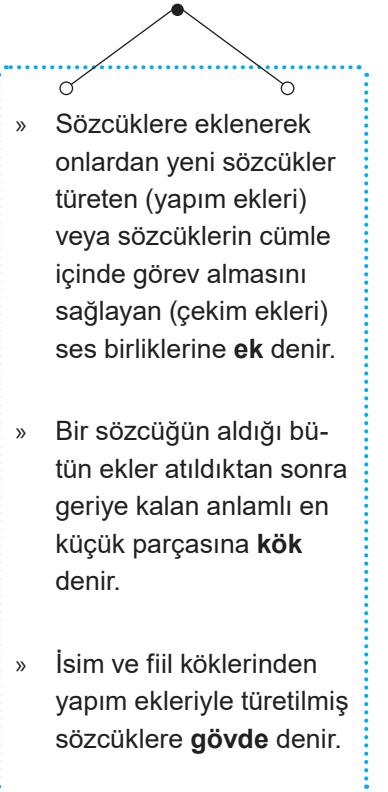 » Sözcüklere eklenerek
onlardan yeni sözcükler
türeten (yapım ekleri)
veya sözcüklerin cümle
içinde görev almasını
sağlayan (çekim ekleri)
ses birliklerine ek denir.
» Bir sözcüğün aldığı bü-
tün ekler atıldıktan sonra
geriye kalan anlamlı en
küçük parçasına kök
denir.
» İsim ve fiil köklerinden
yapım ekleriyle türetilmiş
sözcüklere gövde denir.